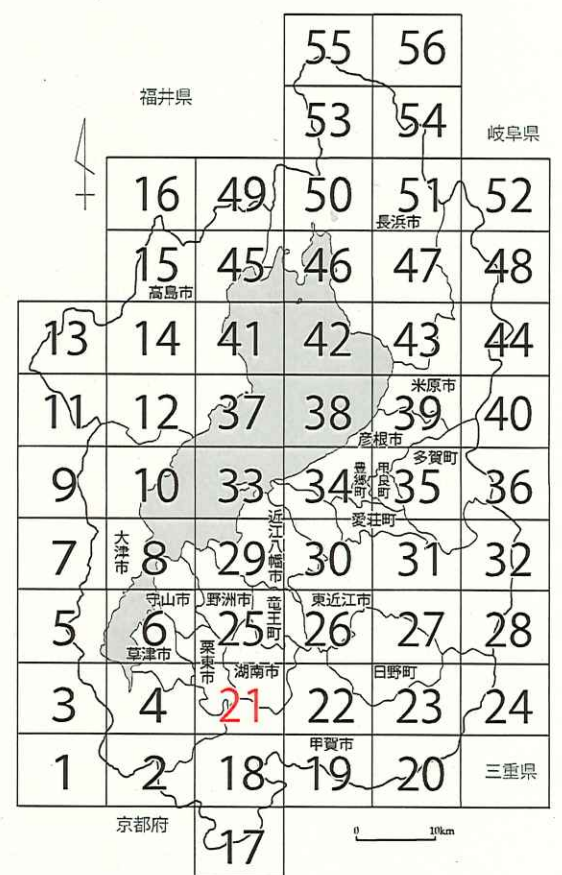 55 56
福井県
53 54
岐阜県
16 49 50 51 52
長浜市
15 45 46 47 48
高島市
13 14 41 42 43 44
米原市
11 12 37 38 39 40
彦根市
多賀町
9 10 33 34 豊郷町 甲良町 35 36
愛荘町
大津市
近江八幡市
7 8 29 30 31 32
守山市 野洲市 竜王町 東近江市
5 6 25 26 27 28
草津市 栗東市 湖南市 日野町
3 4 21 22 23 24
甲賀市
1 2 18 19 20 三重県
京都府
0 10km
17